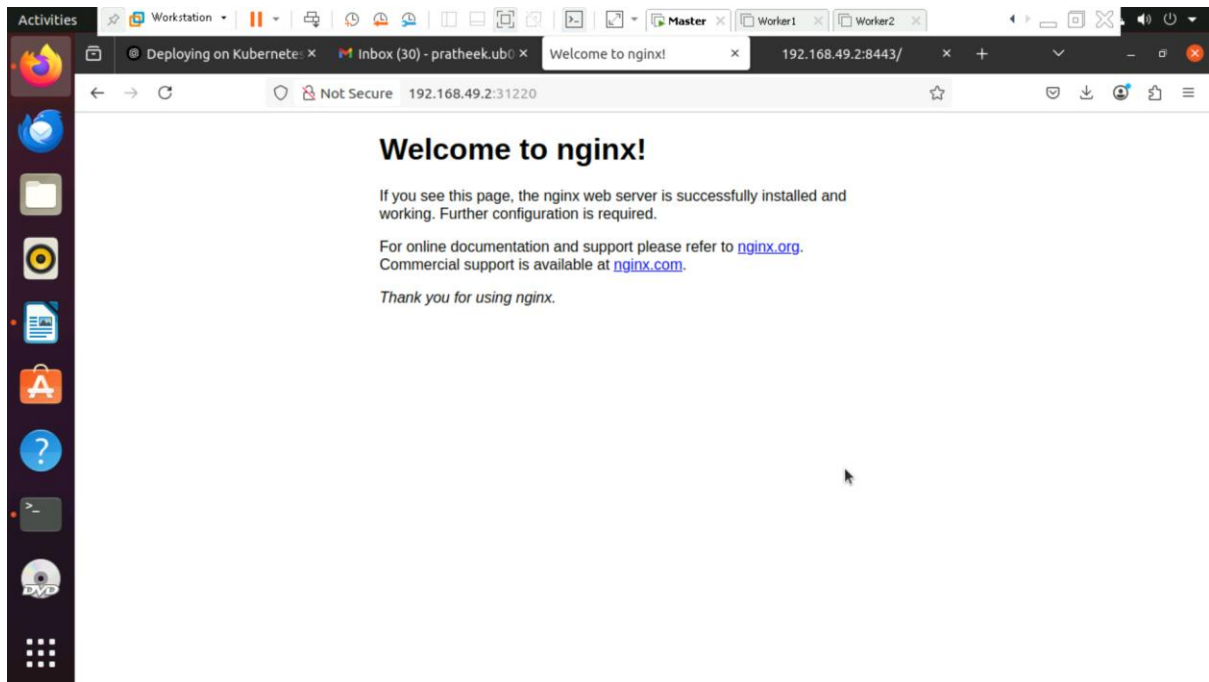 Activities
Workstation
Master
Worker1
Worker2
Deploying on Kubernetes
Inbox (30) - pratheek.ub0
Welcome to nginx!
192.168.49.2:8443/
Not Secure 192.168.49.2:31220
Welcome to nginx!
If you see this page, the nginx web server is successfully installed and
working. Further configuration is required.
For online documentation and support please refer to nginx.org.
Commercial support is available at nginx.com.
Thank you for using nginx.
DVD